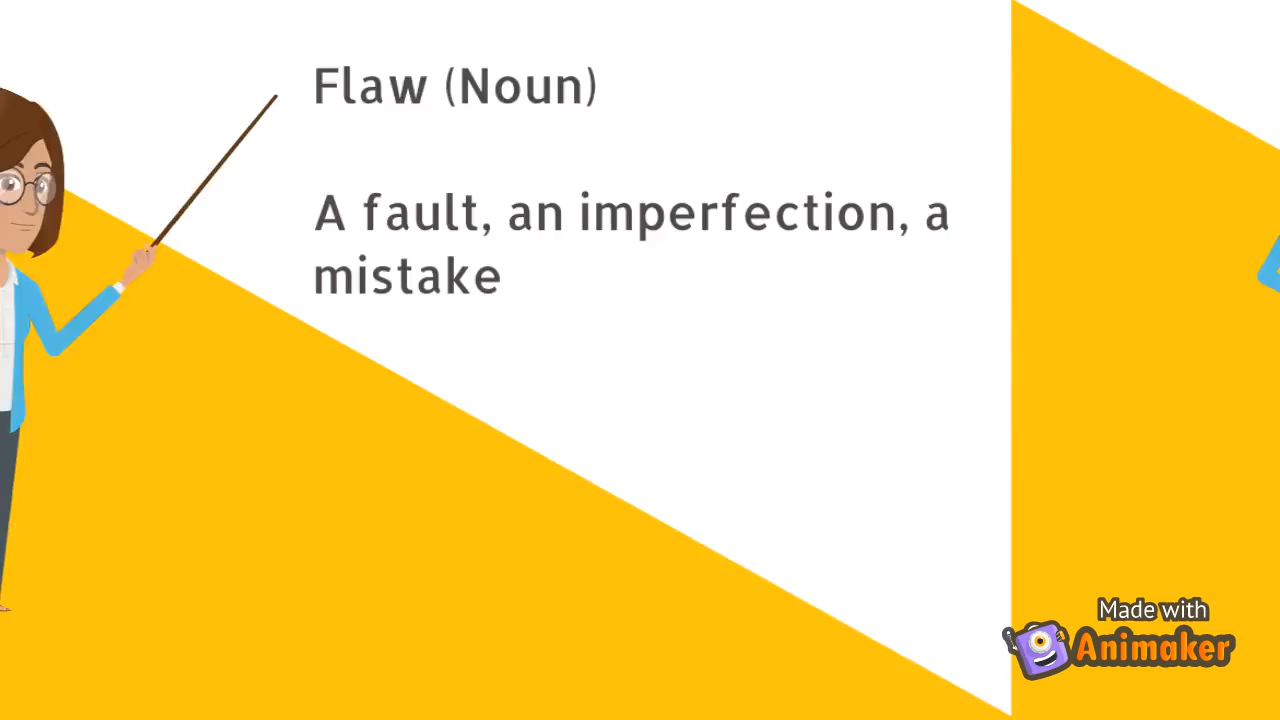 Flaw (Noun)
A fault, an imperfection, a
mistake
Made with
Animaker